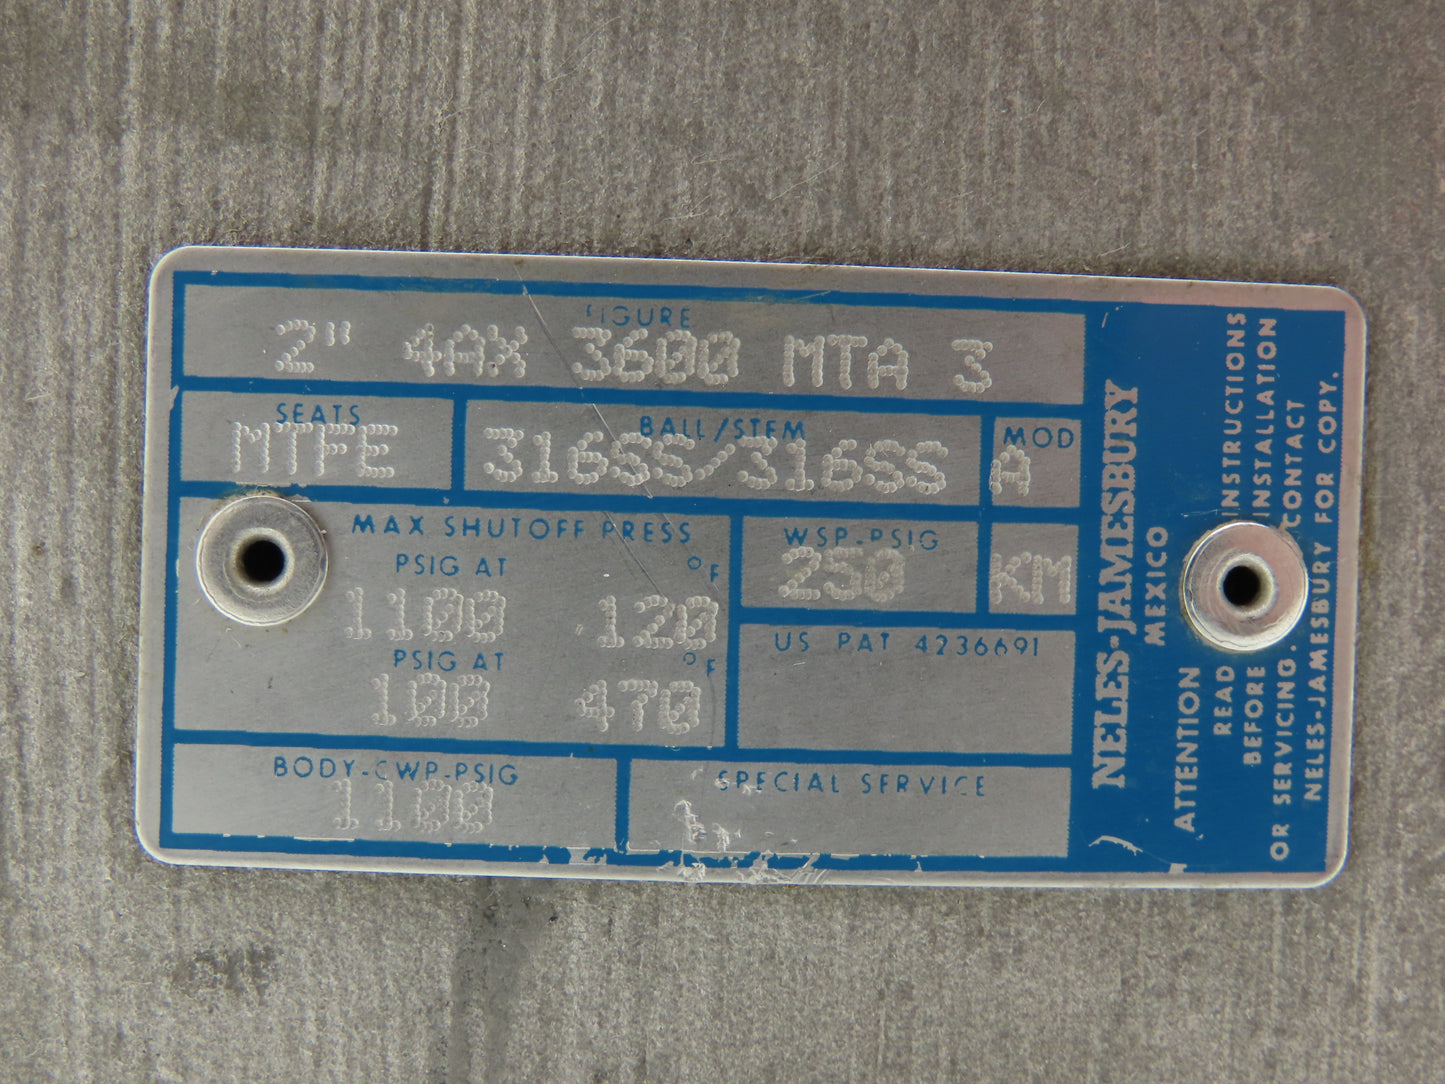 FIGURE
2" 4AX 3600 MTA 3
SEATS
MTFE
BALL/STEM
316SS/316SS
MOD
A
MAX SHUTOFF PRESS
PSIG AT °F
1100 120
PSIG AT °F
100 470
WSP-PSIG
250
KM
US PAT 4236691
BODY-CWP-PSIG
1100
SPECIAL SERVICE
NELES-JAMESBURY
MEXICO
ATTENTION
READ INSTRUCTIONS
BEFORE INSTALLATION
OR SERVICING. CONTACT
NELES-JAMESBURY FOR COPY.